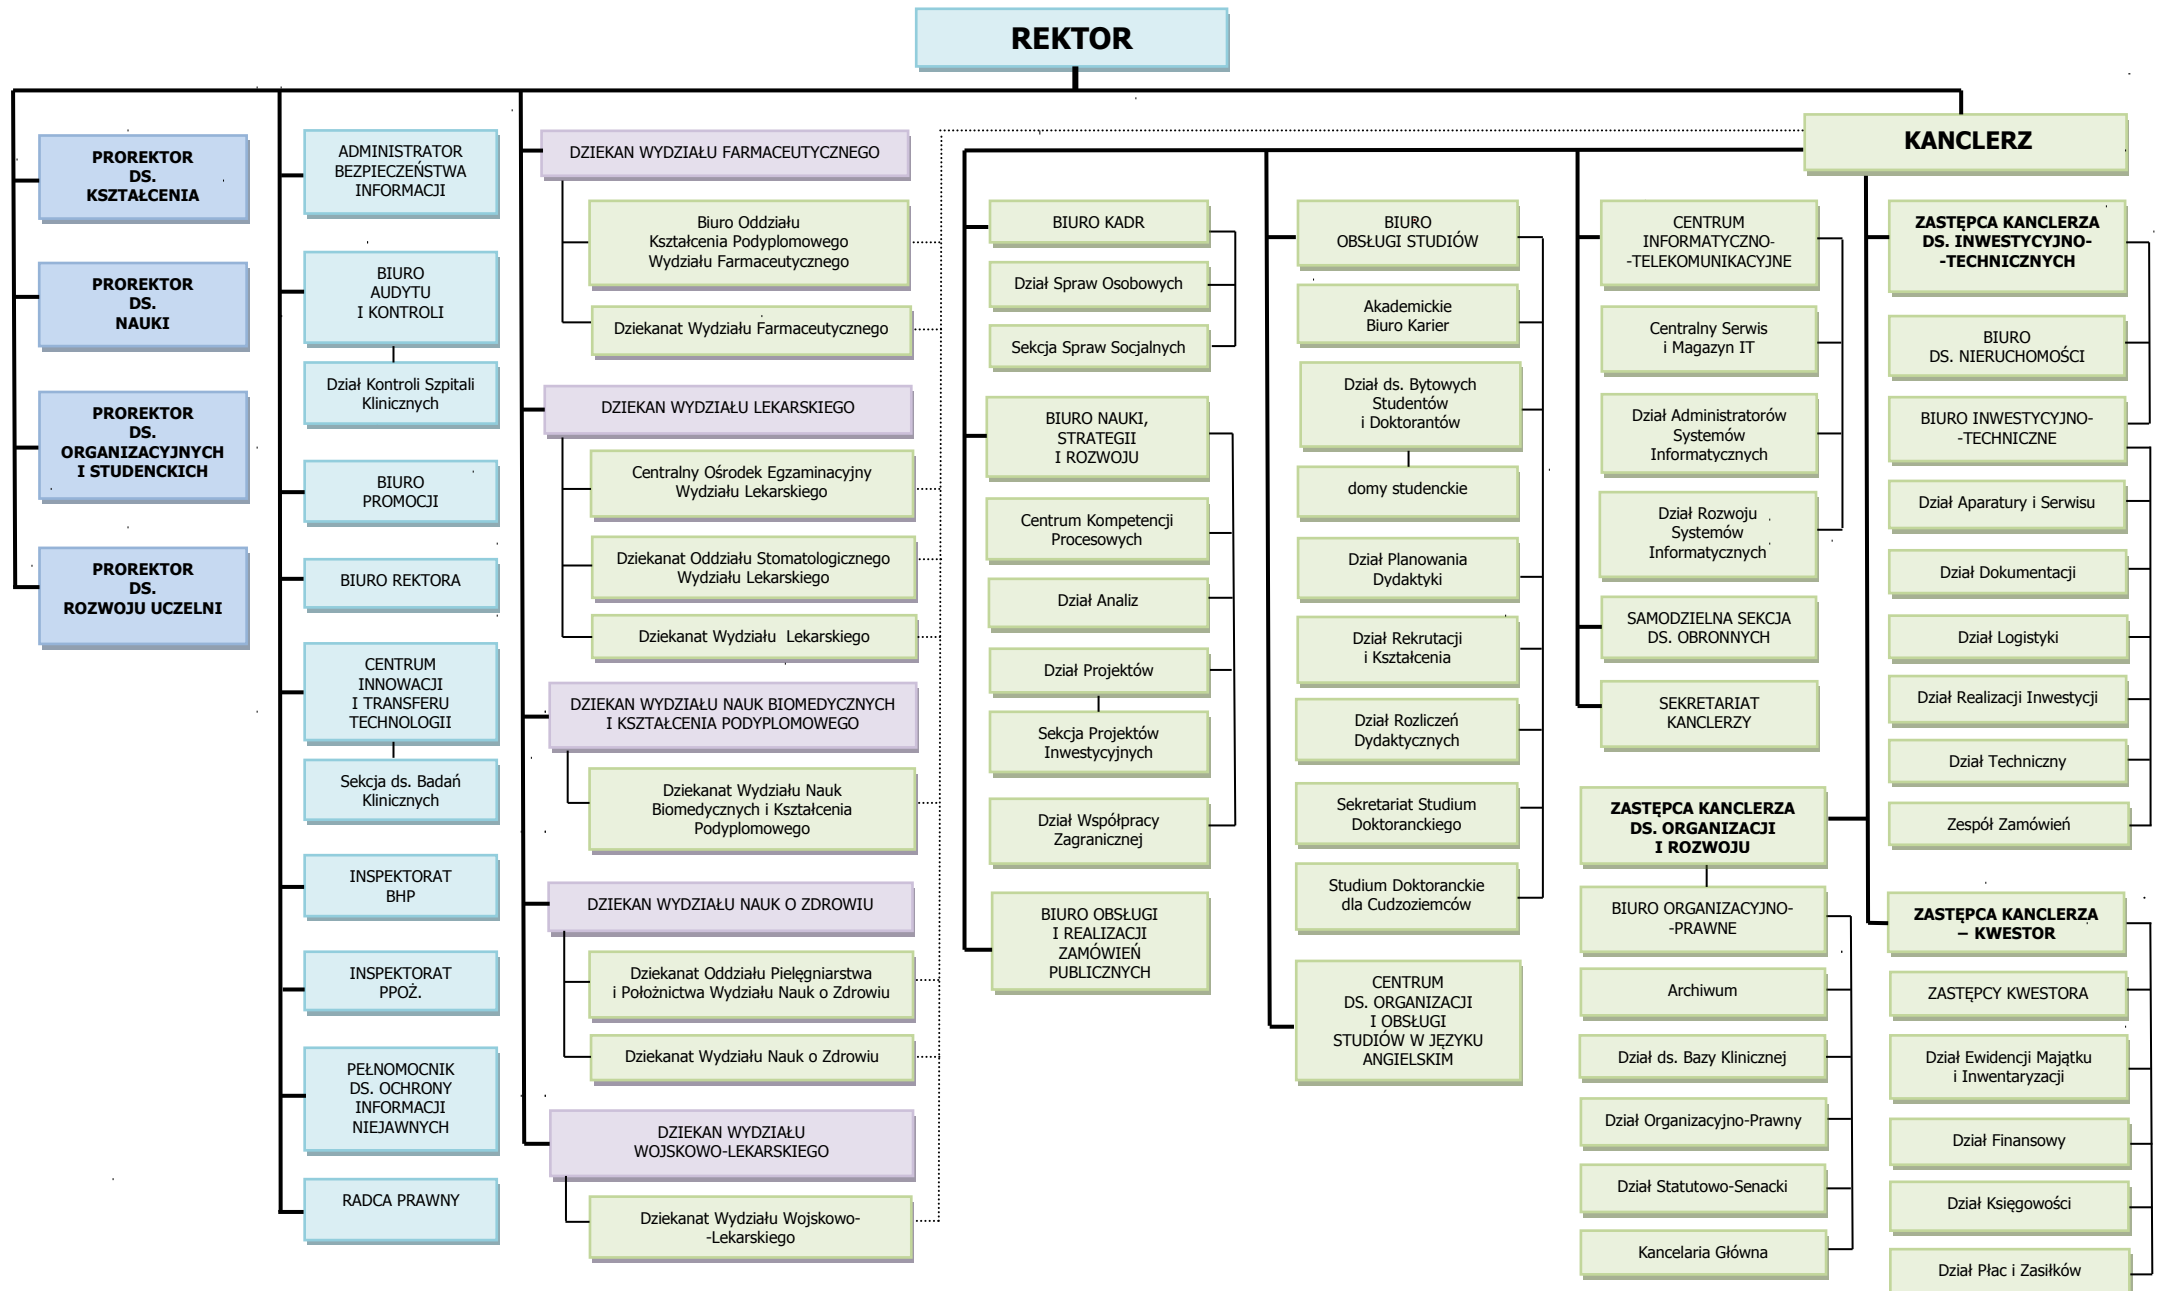 REKTOR
KANCLERZ
PROREKTOR
DS.
KSZTAŁCENIA
PROREKTOR
DS.
NAUKI
PROREKTOR
DS.
ORGANIZACYJNYCH
I STUDENCKICH
PROREKTOR
DS.
ROZWOJU UCZELNI
ADMINISTRATOR
BEZPIECZEŃSTWA
INFORMACJI
BIURO
AUDYTU
I KONTROLI
Dział Kontroli Szpitali
Klinicznych
BIURO
PROMOCJI
BIURO REKTORA
CENTRUM
INNOWACJI
I TRANSFERU
TECHNOLOGII
Sekcja ds. Badań
Klinicznych
INSPEKTORAT
BHP
INSPEKTORAT
PPOŻ.
PEŁNOMOCNIK
DS. OCHRONY
INFORMACJI
NIEJAWNYCH
RADCA PRAWNY
DZIEKAN WYDZIAŁU FARMACEUTYCZNEGO
Biuro Oddziału
Kształcenia Podyplomowego
Wydziału Farmaceutycznego
Dziekanat Wydziału Farmaceutycznego
DZIEKAN WYDZIAŁU LEKARSKIEGO
Centralny Ośrodek Egzaminacyjny
Wydziału Lekarskiego
Dziekanat Oddziału Stomatologicznego
Wydziału Lekarskiego
Dziekanat Wydziału Lekarskiego
DZIEKAN WYDZIAŁU NAUK BIOMEDYCZNYCH
I KSZTAŁCENIA PODYPLOMOWEGO
Dziekanat Wydziału Nauk
Biomedycznych i Kształcenia
Podyplomowego
DZIEKAN WYDZIAŁU NAUK O ZDROWIU
Dziekanat Oddziału Pielęgniarstwa
i Położnictwa Wydziału Nauk o Zdrowiu
Dziekanat Wydziału Nauk o Zdrowiu
DZIEKAN WYDZIAŁU
WOJSKOWO-LEKARSKIEGO
Dziekanat Wydziału Wojskowo-
-Lekarskiego
BIURO KADR
Dział Spraw Osobowych
Sekcja Spraw Socjalnych
BIURO NAUKI,
STRATEGII
I ROZWOJU
Centrum Kompetencji
Procesowych
Dział Analiz
Dział Projektów
Sekcja Projektów
Inwestycyjnych
Dział Współpracy
Zagranicznej
BIURO OBSŁUGI
I REALIZACJI
ZAMÓWIEŃ
PUBLICZNYCH
BIURO
OBSŁUGI STUDIÓW
Akademickie
Biuro Karier
Dział ds. Bytowych
Studentów
i Doktorantów
domy studenckie
Dział Planowania
Dydaktyki
Dział Rekrutacji
i Kształcenia
Dział Rozliczeń
Dydaktycznych
Sekretariat Studium
Doktoranckiego
Studium Doktoranckie
dla Cudzoziemców
CENTRUM
DS. ORGANIZACJI
I OBSŁUGI
STUDIÓW W JĘZYKU
ANGIELSKIM
CENTRUM
INFORMATYCZNO-
-TELEKOMUNIKACYJNE
Centralny Serwis
i Magazyn IT
Dział Administratorów
Systemów
Informatycznych
Dział Rozwoju
Systemów
Informatycznych
SAMODZIELNA SEKCJA
DS. OBRONNYCH
SEKRETARIAT
KANCLERZY
ZASTĘPCA KANCLERZA
DS. ORGANIZACJI
I ROZWOJU
BIURO ORGANIZACYJNO-
-PRAWNE
Archiwum
Dział ds. Bazy Klinicznej
Dział Organizacyjno-Prawny
Dział Statutowo-Senacki
Kancelaria Główna
ZASTĘPCA KANCLERZA
DS. INWESTYCYJNO-
-TECHNICZNYCH
BIURO
DS. NIERUCHOMOŚCI
BIURO INWESTYCYJNO-
-TECHNICZNE
Dział Aparatury i Serwisu
Dział Dokumentacji
Dział Logistyki
Dział Realizacji Inwestycji
Dział Techniczny
Zespół Zamówień
ZASTĘPCA KANCLERZA
– KWESTOR
ZASTĘPCY KWESTORA
Dział Ewidencji Majątku
i Inwentaryzacji
Dział Finansowy
Dział Księgowości
Dział Płac i Zasiłków